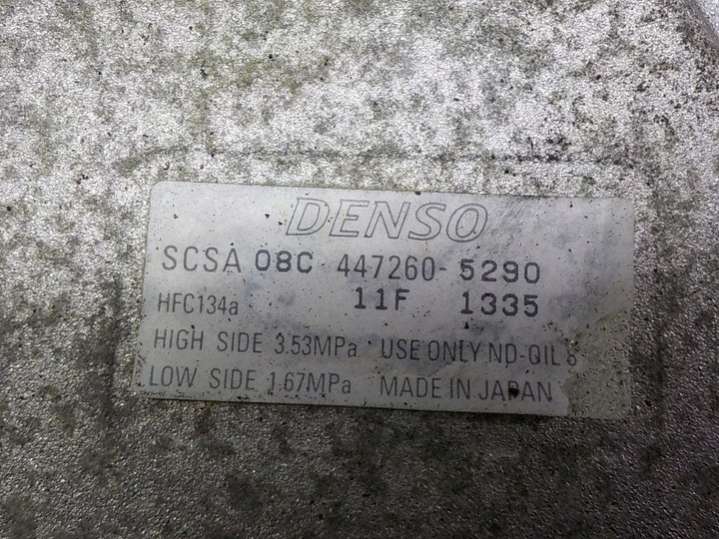 DENSO
SCSA 08C 447260-5290
HFC134a 11F 1335
HIGH SIDE 3.53MPa USE ONLY ND-OIL 8
LOW SIDE 1.67MPa MADE IN JAPAN